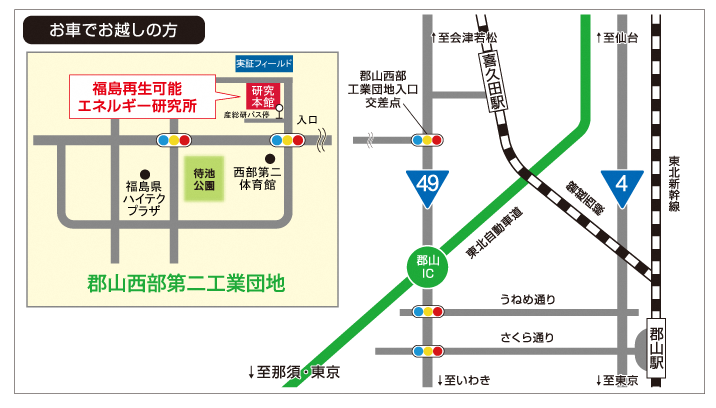 お車でお越しの方
実証フィールド
福島再生可能
エネルギー研究所
研究
本館
産総研バス停
入口
福島県
ハイテク
プラザ
待池
公園
西部第二
体育館
郡山西部第二工業団地
↑至会津若松
↑至仙台
喜久田駅
郡山西部
工業団地入口
交差点
49
4
磐越西線
東北新幹線
東北自動車道
郡山
IC
うねめ通り
さくら通り
郡山駅
↓至那須・東京
↓至いわき
↓至東京